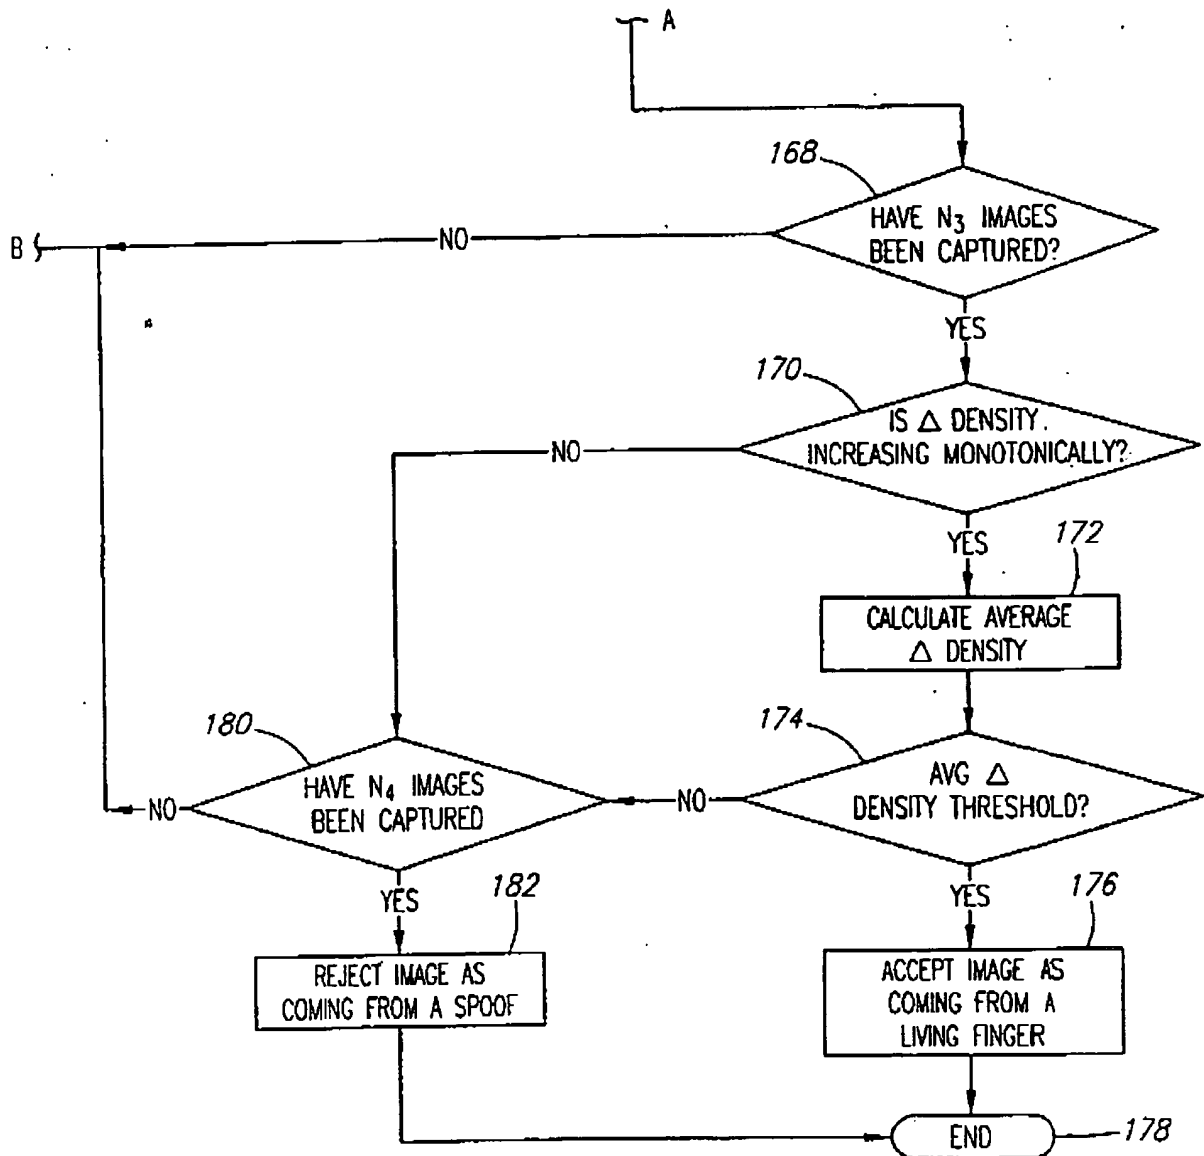 A
168
HAVE N3 IMAGES
BEEN CAPTURED?
B
NO
YES
170
IS △ DENSITY.
INCREASING MONOTONICALLY?
NO
YES
172
CALCULATE AVERAGE
△ DENSITY
180
174
HAVE N4 IMAGES
BEEN CAPTURED
AVG △
DENSITY THRESHOLD?
NO
NO
YES
182
YES
176
REJECT IMAGE AS
COMING FROM A SPOOF
ACCEPT IMAGE AS
COMING FROM A
LIVING FINGER
END
178